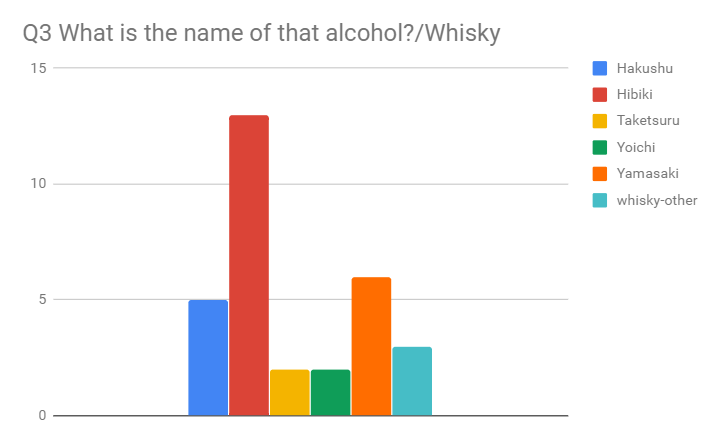 Q3 What is the name of that alcohol?/Whisky
15
10
5
0
Hakushu
Hibiki
Taketsuru
Yoichi
Yamasaki
whisky-other